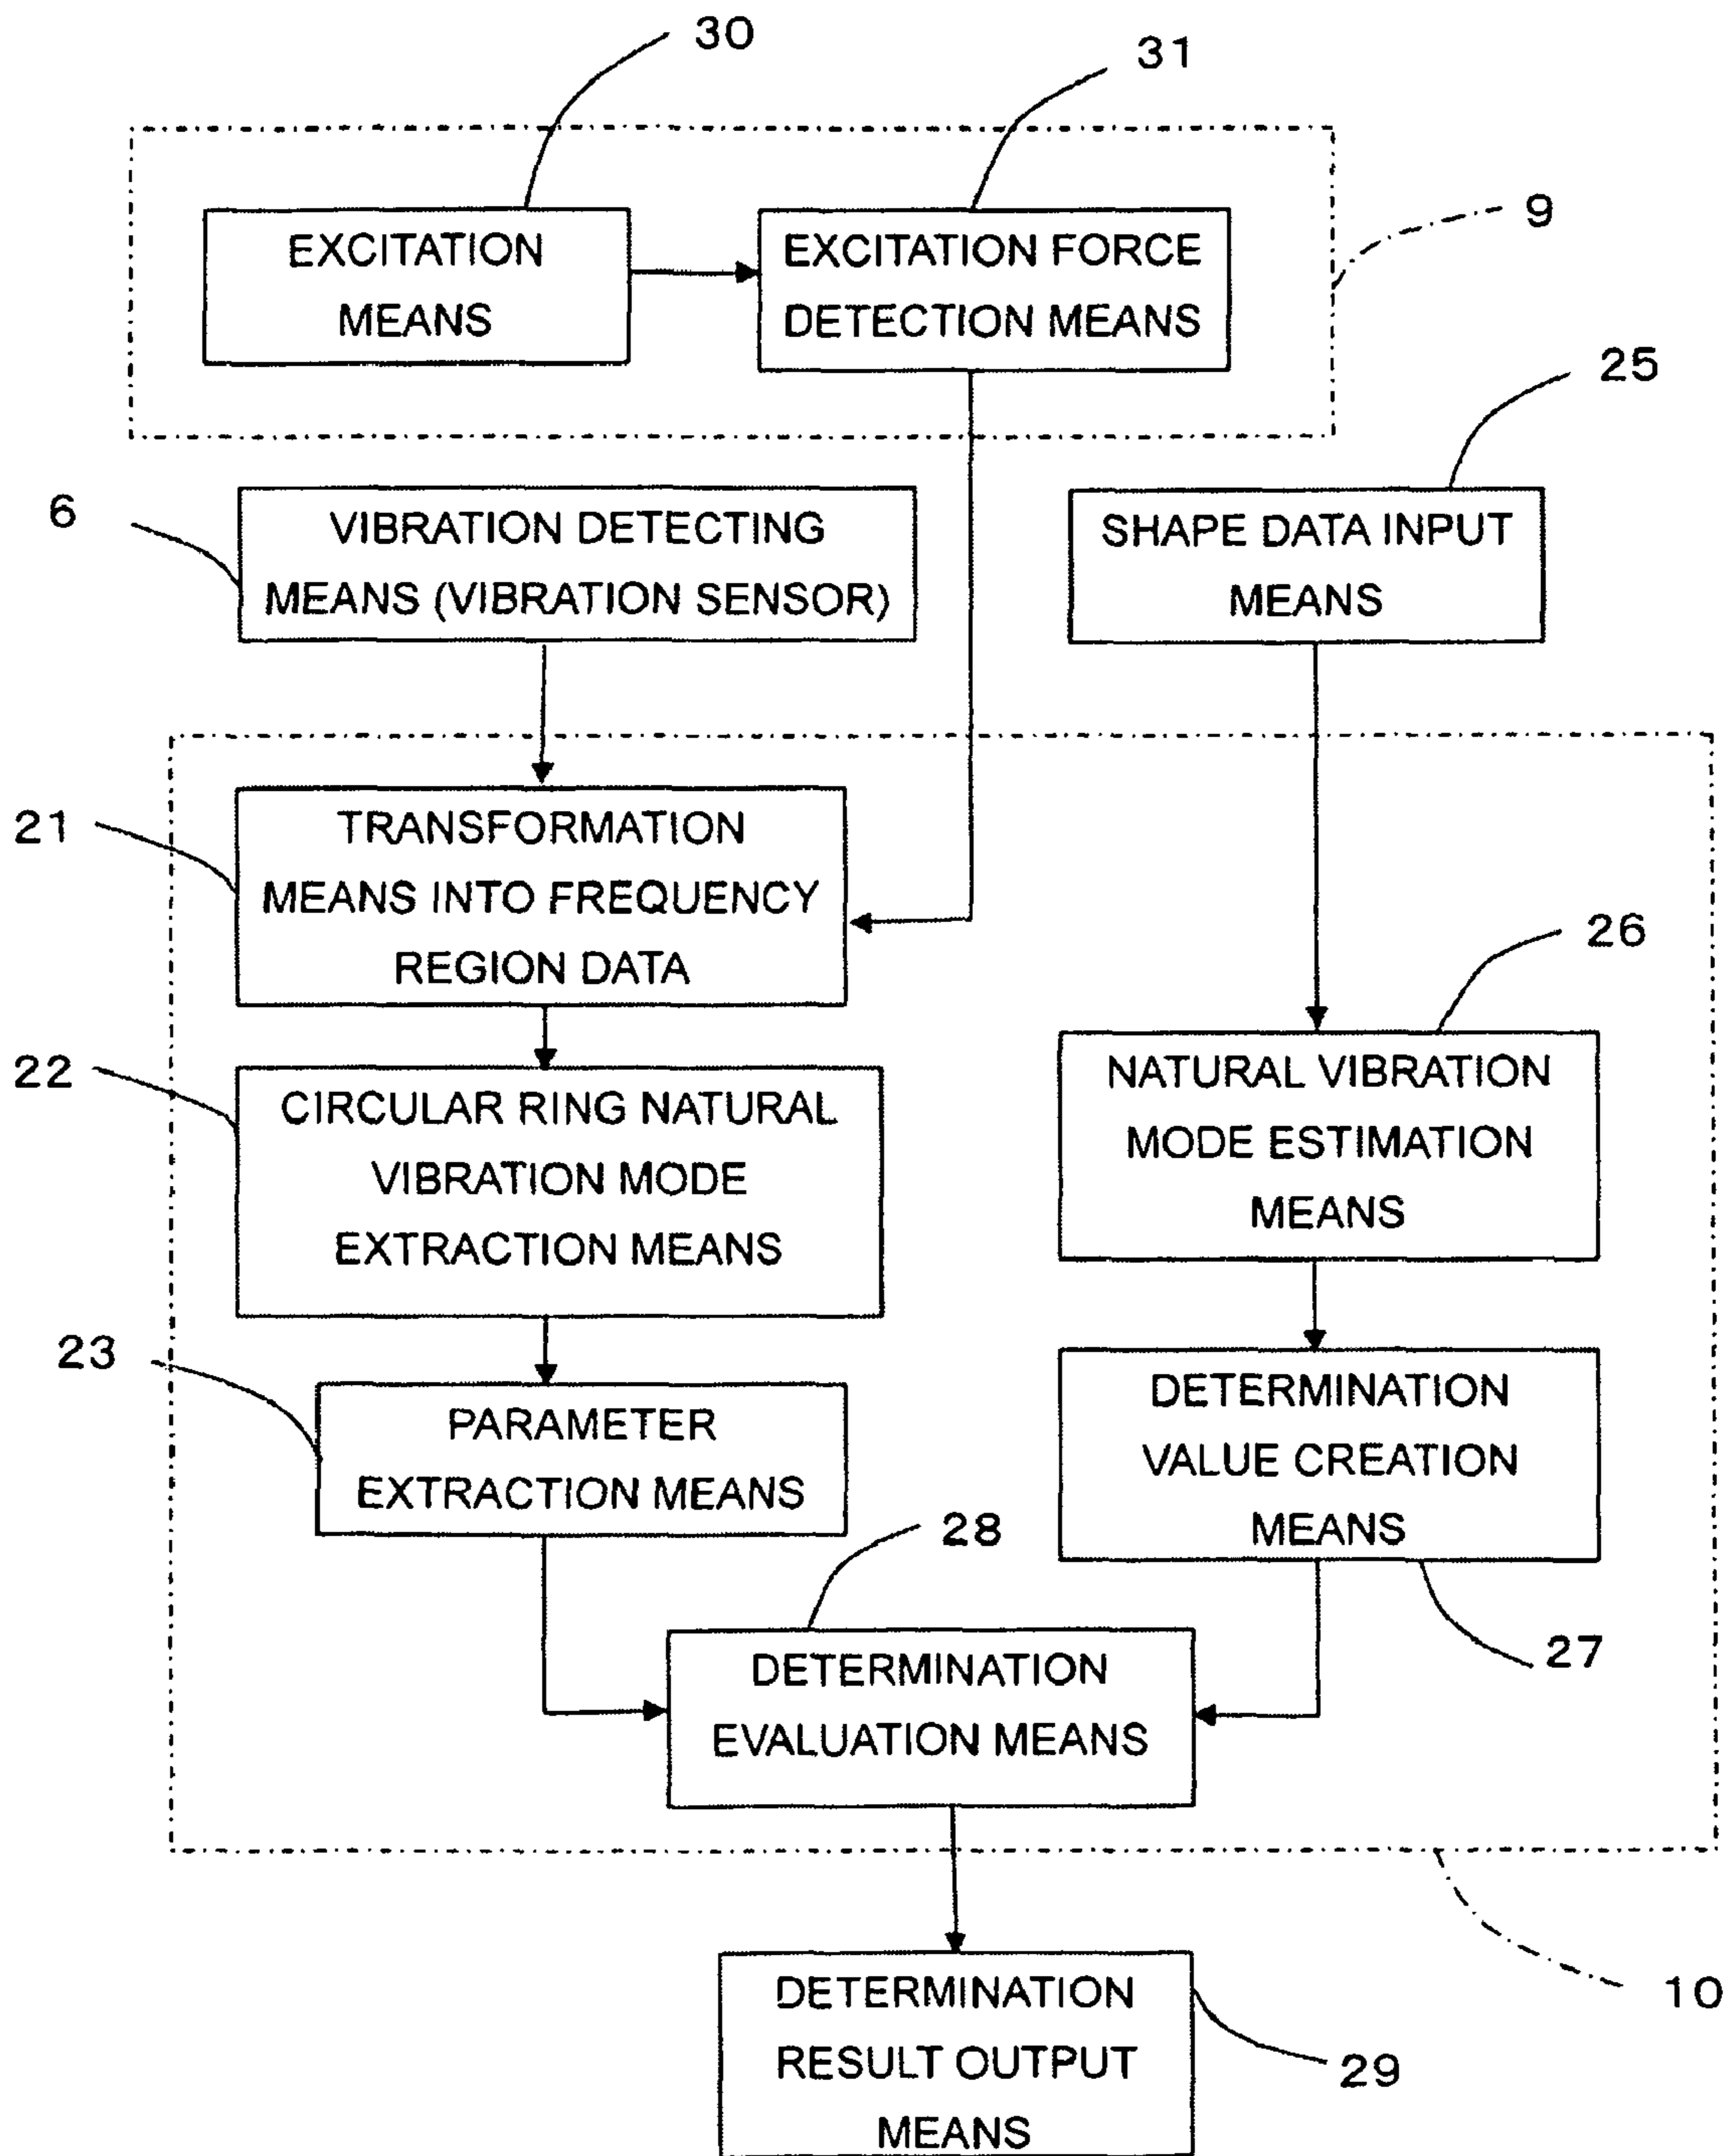 30
31
EXCITATION
MEANS
EXCITATION FORCE
DETECTION MEANS
9
25
6
VIBRATION DETECTING
MEANS (VIBRATION SENSOR)
SHAPE DATA INPUT
MEANS
21
TRANSFORMATION
MEANS INTO FREQUENCY
REGION DATA
26
22
CIRCULAR RING NATURAL
VIBRATION MODE
EXTRACTION MEANS
NATURAL VIBRATION
MODE ESTIMATION
MEANS
23
PARAMETER
EXTRACTION MEANS
DETERMINATION
VALUE CREATION
MEANS
28
27
DETERMINATION
EVALUATION MEANS
10
DETERMINATION
RESULT OUTPUT
MEANS
29